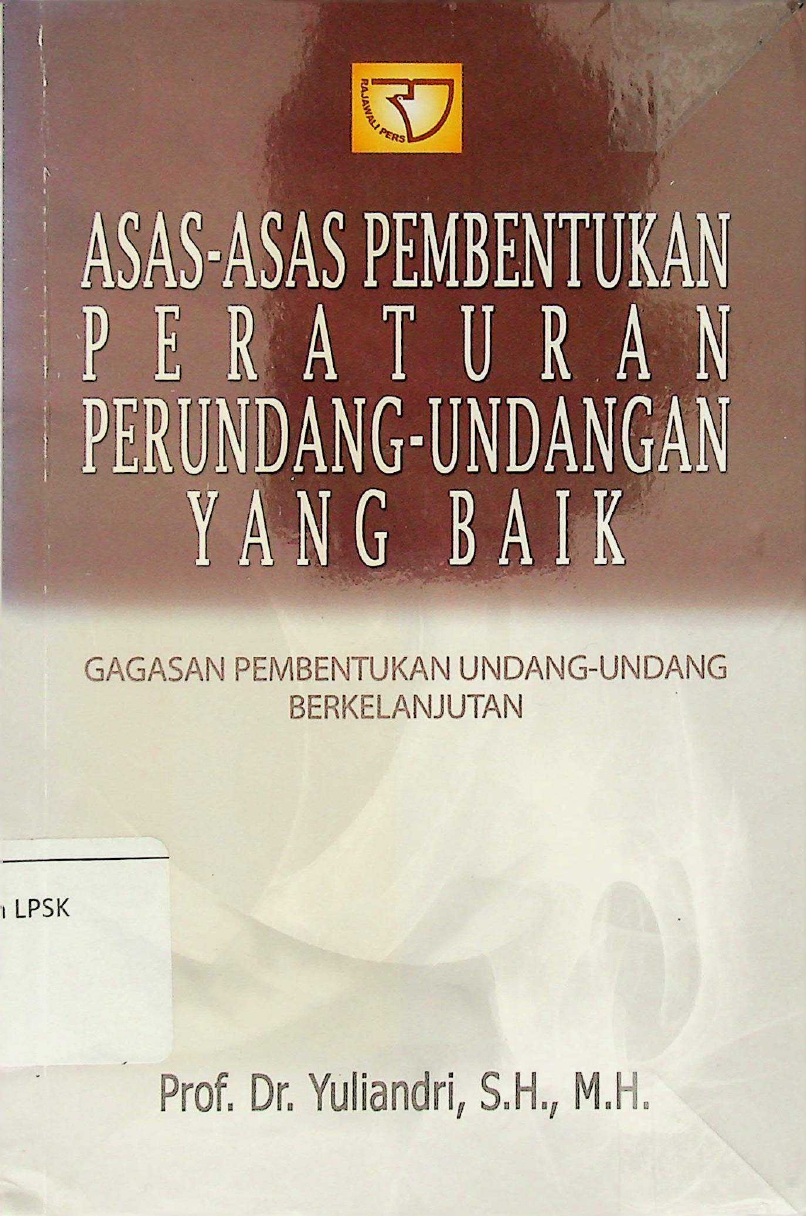 RAJAWALI PERS
ASAS-ASAS PEMBENTUKAN
PERATURAN
PERUNDANG-UNDANGAN
YANG BAIK
GAGASAN PEMBENTUKAN UNDANG-UNDANG
BERKELANJUTAN
LPSK
Prof. Dr. Yuliandri, S.H., M.H.